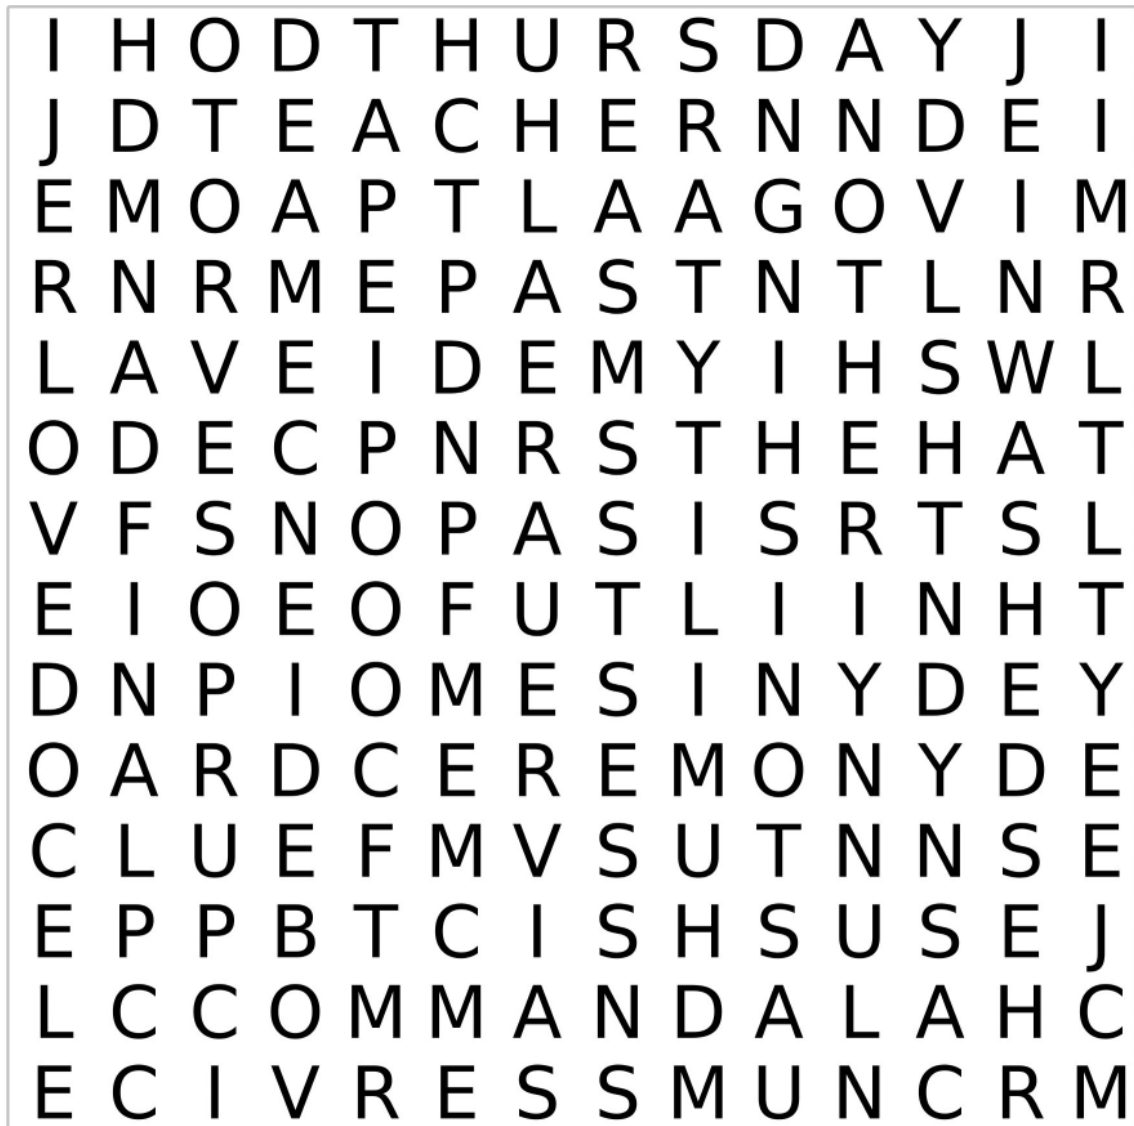 I H O D T H U R S D A Y J I
J D T E A C H E R N N D E I
E M O A P T L A A G O V I M
R N R M E P A S T N T L N R
L A V E I D E M Y I H S W L
O D E C P N R S T H E H A T
V F S N O P A S I S R T S L
E I O E O F U T L I I N H T
D N P I O M E S I N Y D E Y
O A R D C E R E M O N Y D E
C L U E F M V S U T N N S E
E P P B T C I S H S U S E J
L C C O M M A N D A L A H C
E C I V R E S S M U N C R M